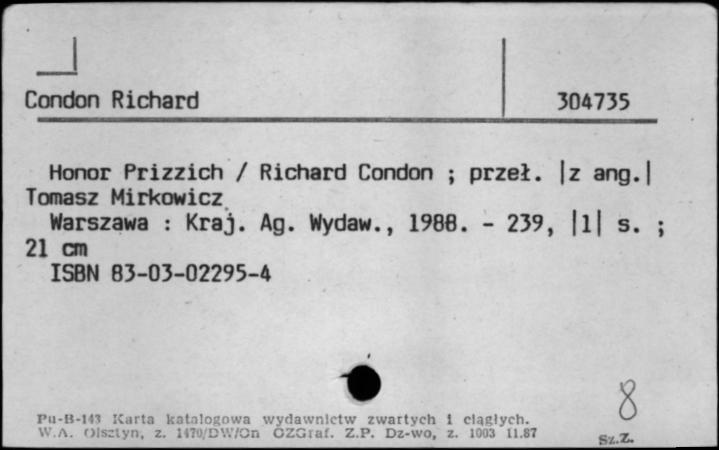 Condon Richard 304735
Honor Prizzich / Richard Condon ; przeł. |z ang.|
Tomasz Mirkowicz
Warszawa : Kraj. Ag. Wydaw., 1988. - 239, |1| s. ;
21 cm
ISBN 83-03-02295-4
8
Pu-B-143 Karta katalogowa wydawnictw zwartych i ciągłych.
W.A. Olsztyn, z. 1470/DW/On OZGraf. Z.P. Dz-wo, z. 1003 11.87
Sz.Z.